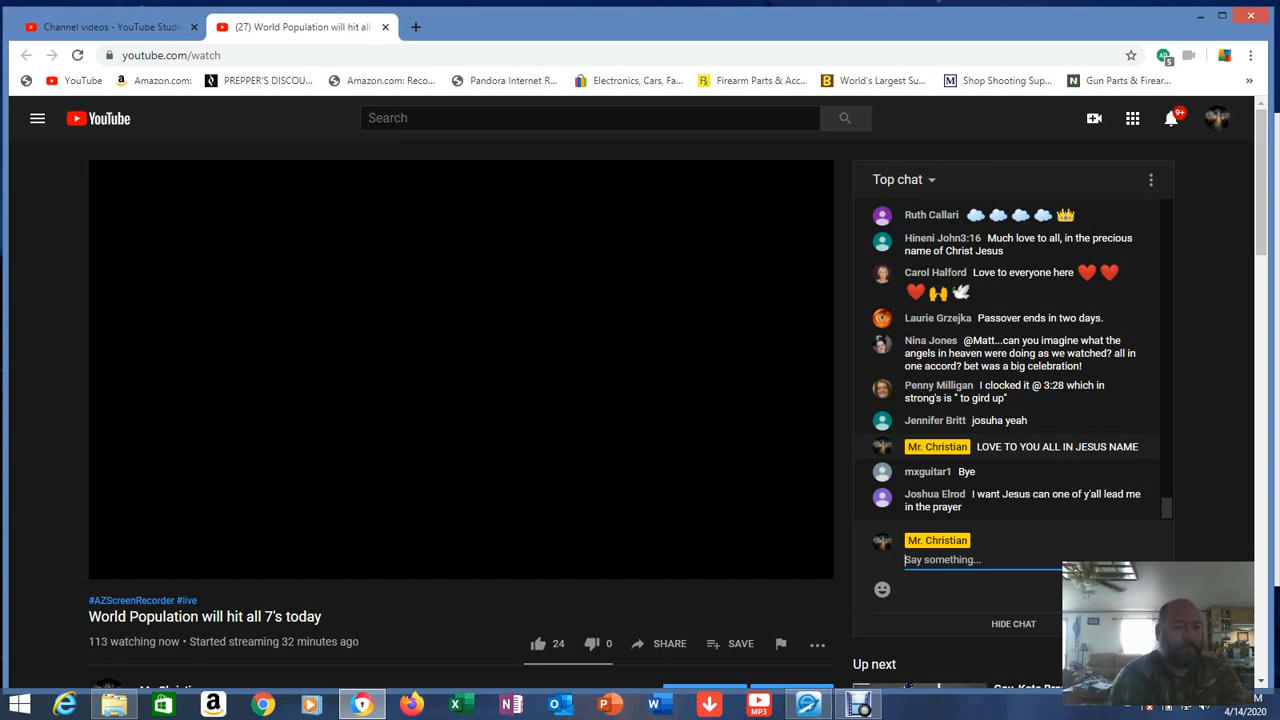 Channel videos - YouTube Studi
(27) World Population will hit all
youtube.com/watch
YouTube
Amazon.com:
PREPPER'S DISCOU...
Amazon.com: Reco...
Pandora Internet R...
Electronics, Cars, Fa...
Firearm Parts & Acc...
World's Largest Su...
Shop Shooting Sup...
Gun Parts & Firear...
YouTube
Search
9+
Top chat
Ruth Callari ☁️ ☁️ ☁️ ☁️ 👑
Hineni John3:16 Much love to all, in the precious
name of Christ Jesus
Carol Halford Love to everyone here ❤️ ❤️
❤️ 🙌 🕊️
Laurie Grzejka Passover ends in two days.
Nina Jones @Matt...can you imagine what the
angels in heaven were doing as we watched? all in
one accord? bet was a big celebration!
Penny Milligan I clocked it @ 3:28 which in
strong's is " to gird up"
Jennifer Britt josuha yeah
Mr. Christian LOVE TO YOU ALL IN JESUS NAME
mxguitar1 Bye
Joshua Elrod I want Jesus can one of y'all lead me
in the prayer
Mr. Christian
Say something...
HIDE CHAT
#AZScreenRecorder #live
World Population will hit all 7's today
113 watching now • Started streaming 32 minutes ago
24
0
SHARE
SAVE
Up next
4/14/2020